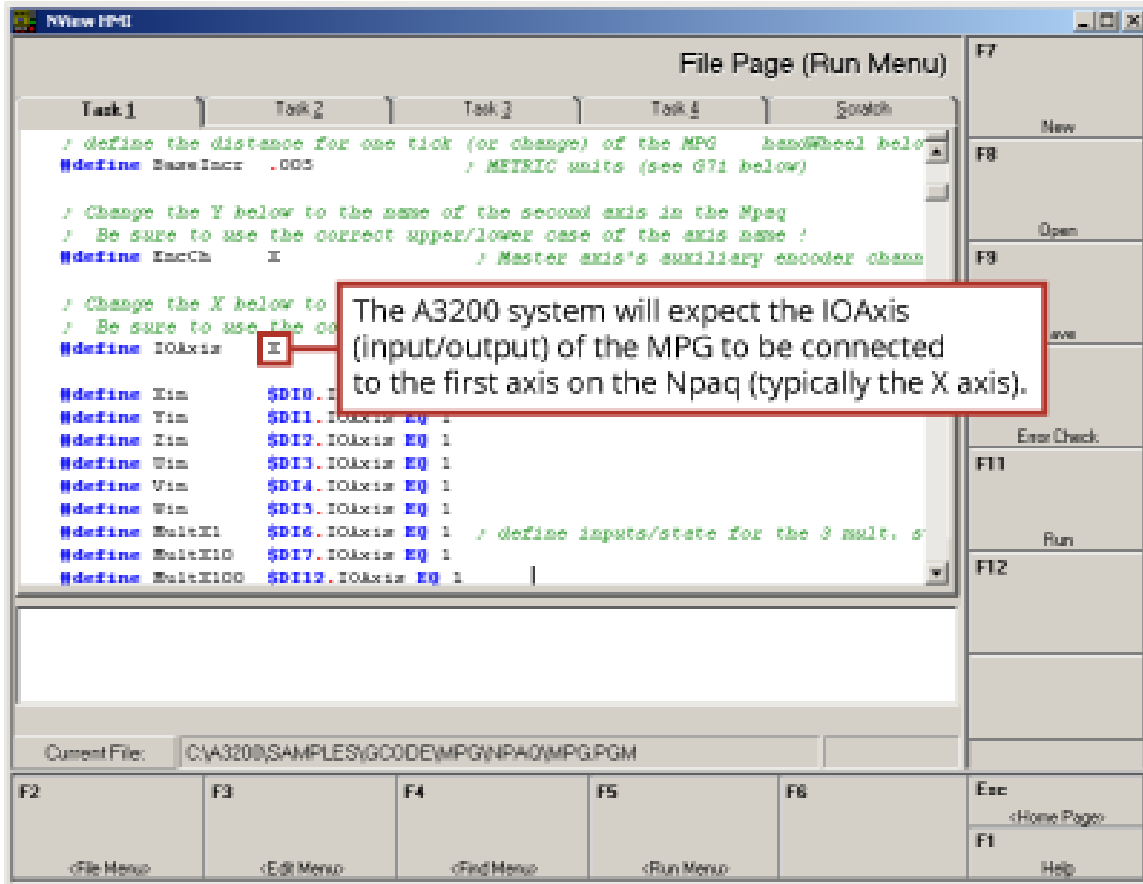 NView HMI
File Page (Run Menu)
Task 1 Task 2 Task 3 Task 4 Scratch
; define the distance for one tick (or change) of the MPG handWheel belo
#define BaseIncr .005 ; METRIC units (see G71 below)
; Change the Y below to the name of the second axis in the Npaq
; Be sure to use the correct upper/lower case of the axis name !
#define EncCh X ; Master axis's auxiliary encoder chann
; Change the X below to
; Be sure to use the co
#define IOAxis X
The A3200 system will expect the IOAxis
(input/output) of the MPG to be connected
to the first axis on the Npaq (typically the X axis).
#define Xin $DI0.I
#define Yin $DI1.IOAxis EQ 1
#define Zin $DI2.IOAxis EQ 1
#define Uin $DI3.IOAxis EQ 1
#define Vin $DI4.IOAxis EQ 1
#define Win $DI5.IOAxis EQ 1
#define MultX1 $DI6.IOAxis EQ 1 ; define inputs/state for the 3 mult. s
#define MultX10 $DI7.IOAxis EQ 1
#define MultX100 $DI12.IOAxis EQ 1
Current File: C:\A3200\SAMPLES\GCODE\MPG\NPAQ\MPG.PGM
F7
New
F8
Open
F9
ave
Error Check
F11
Run
F12
F2 F3 F4 F5 F6 Esc
<Home Page>
F1
<File Menu> <Edit Menu> <Find Menu> <Run Menu> Help